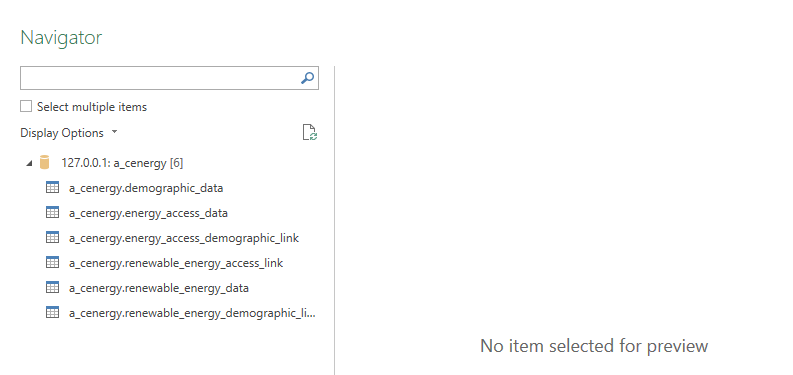 Navigator
Select multiple items
Display Options
127.0.0.1: a_cenergy [6]
a_cenergy.demographic_data
a_cenergy.energy_access_data
a_cenergy.energy_access_demographic_link
a_cenergy.renewable_energy_access_link
a_cenergy.renewable_energy_data
a_cenergy.renewable_energy_demographic_li...
No item selected for preview